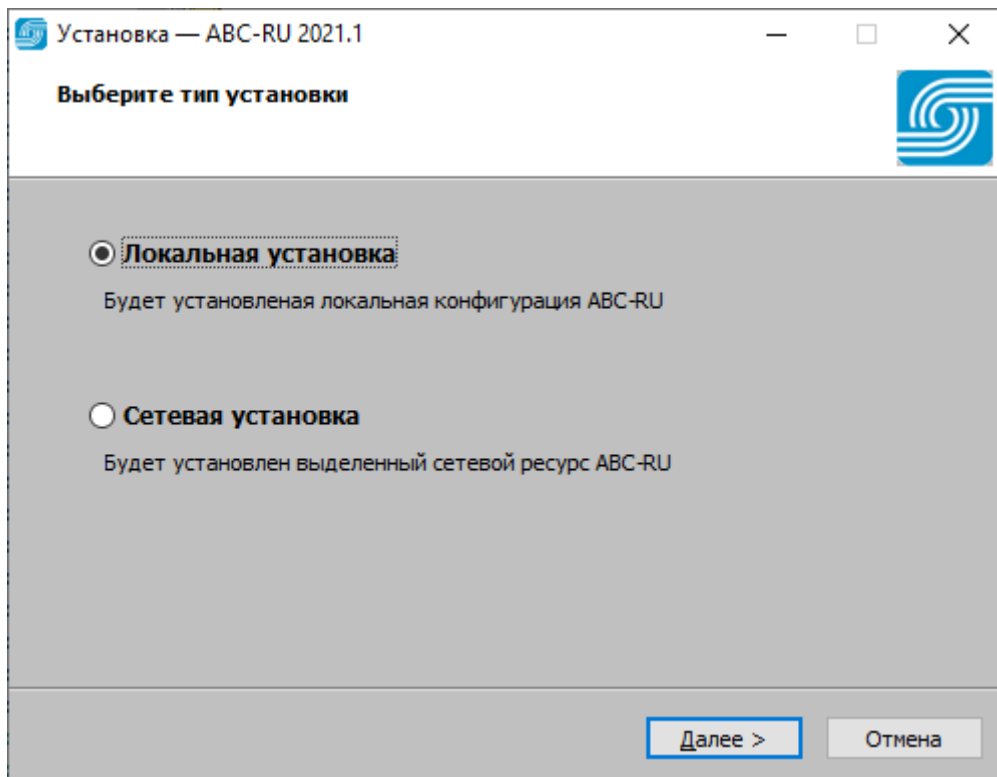 Установка — ABC-RU 2021.1
Выберите тип установки
Локальная установка
Будет установленая локальная конфигурация ABC-RU
Сетевая установка
Будет установлен выделенный сетевой ресурс ABC-RU
Далее >
Отмена